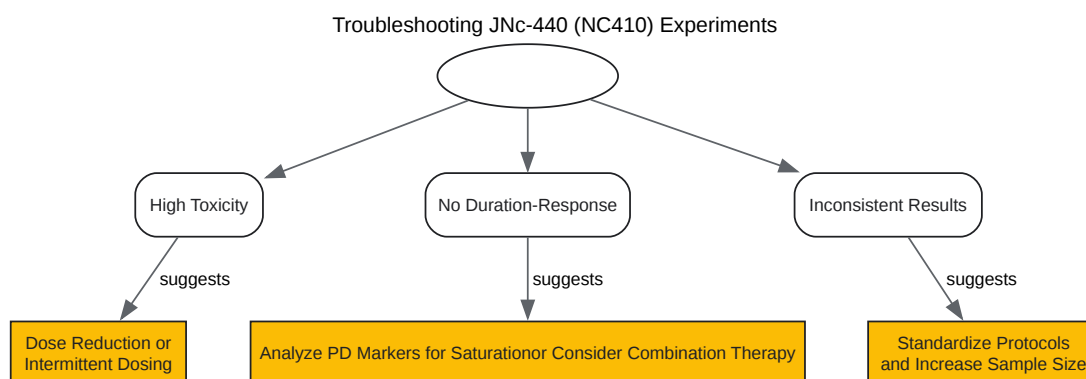 Troubleshooting JNc-440 (NC410) Experiments
High Toxicity
No Duration-Response
Inconsistent Results
suggests
suggests
suggests
Dose Reduction or
Intermittent Dosing
Analyze PD Markers for Saturationor Consider Combination Therapy
Standardize Protocols
and Increase Sample Size